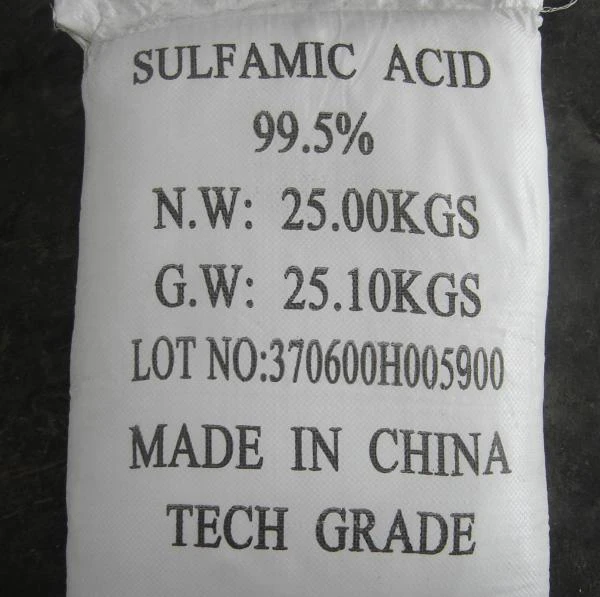 SULFAMIC ACID
99.5%
N.W: 25.00KGS
G.W: 25.10KGS
LOT NO:370600H005900
MADE IN CHINA
TECH GRADE